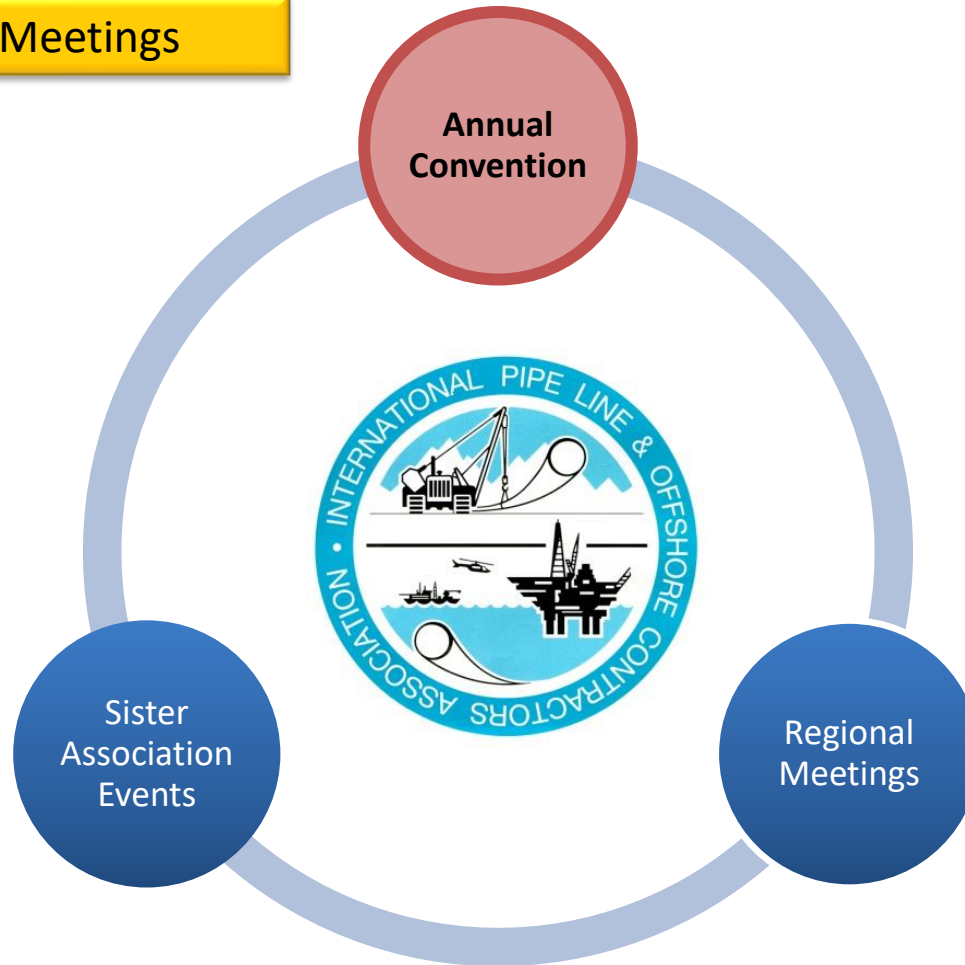 Meetings
Annual
Convention
INTERNATIONAL PIPE LINE & OFFSHORE CONTRACTORS ASSOCIATION •
Sister
Association
Events
Regional
Meetings